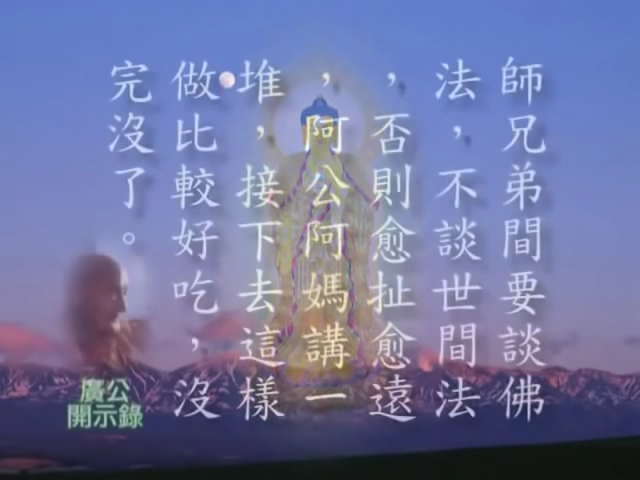 師兄弟間要談佛
法，不談世間法
，否則愈扯愈遠
，阿公阿媽講一
堆，接下去這樣
做比較好吃，沒
完沒了。
廣公
開示錄